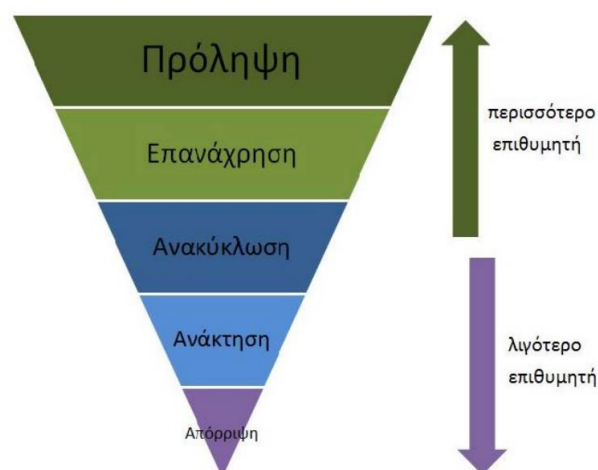 Πρόληψη
Επανάχρηση
Ανακύκλωση
Ανάκτηση
Απόρριψη
περισσότερο
επιθυμητή
λιγότερο
επιθυμητή